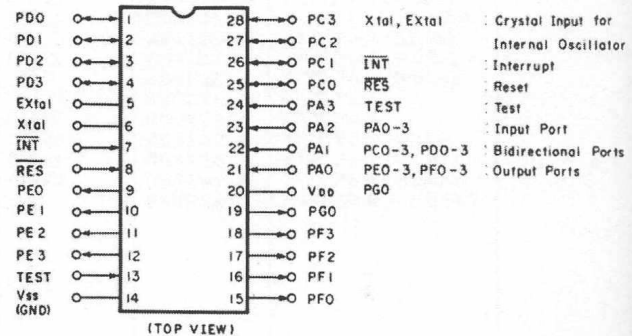 PD0 1 28 PC3
PD1 2 27 PC2
PD2 3 26 PC1
PD3 4 25 PC0
EXtal 5 24 PA3
Xtal 6 23 PA2
INT 7 22 PA1
RES 8 21 PA0
PE0 9 20 VDD
PE1 10 19 PG0
PE2 11 18 PF3
PE3 12 17 PF2
TEST 13 16 PF1
Vss (GND) 14 15 PF0
(TOP VIEW)
Xtal, EXtal : Crystal Input for
Internal Oscillator
INT : Interrupt
RES : Reset
TEST : Test
PA0-3 : Input Port
PC0-3, PD0-3 : Bidirectional Ports
PE0-3, PF0-3 : Output Ports
PG0